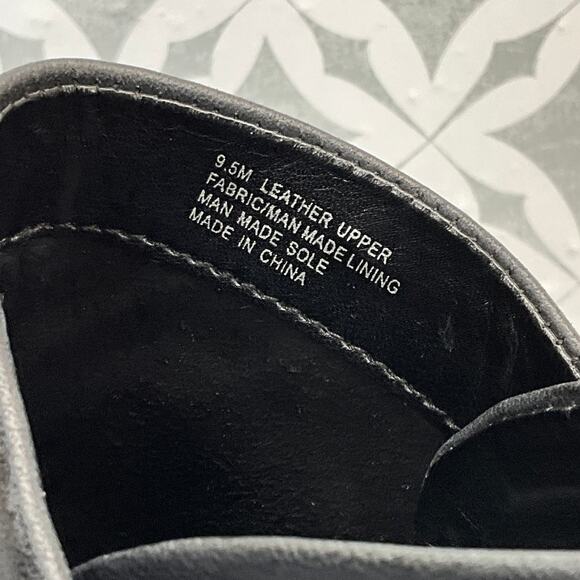 9.5M LEATHER UPPER
FABRIC/MAN MADE LINING
MAN MADE SOLE
MADE IN CHINA